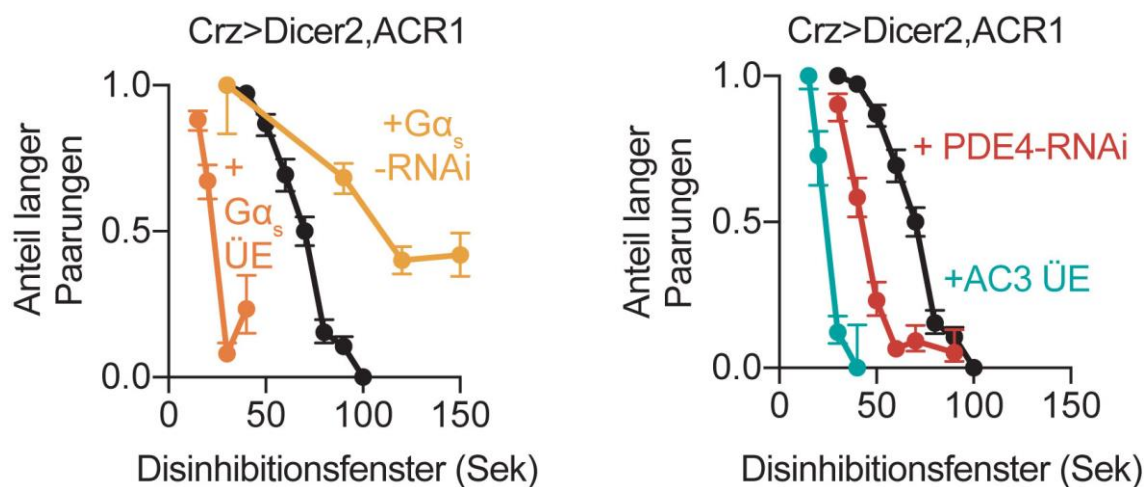 Crz>Dicer2,ACR1
Anteil langer
Paarungen
1.0
0.5
0.0
+Gαs
-RNAi
+
Gαs
ÜE
0 50 100 150
Disinhibitionsfenster (Sek)
Crz>Dicer2,ACR1
Anteil langer
Paarungen
1.0
0.5
0.0
+ PDE4-RNAi
+AC3 ÜE
0 50 100 150
Disinhibitionsfenster (Sek)